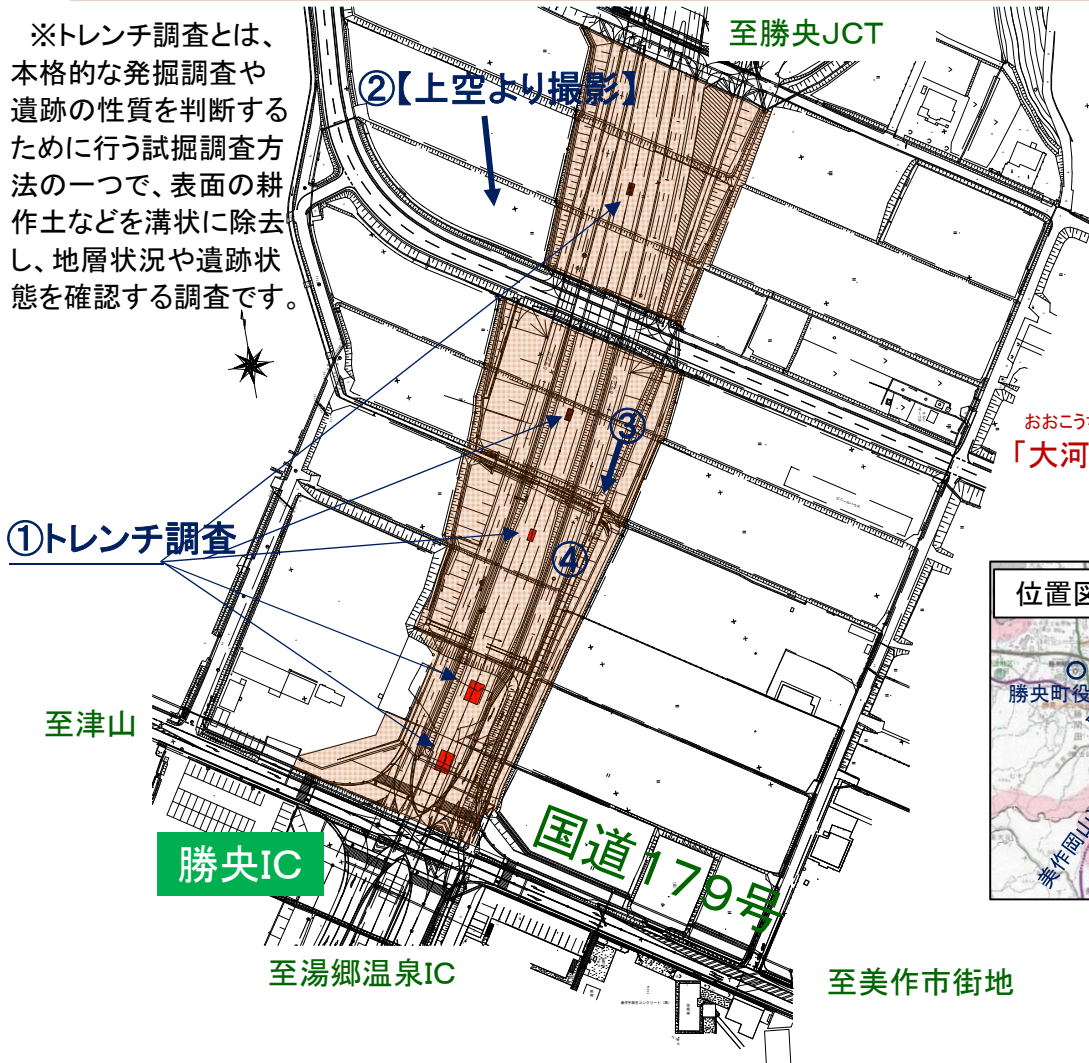 ※トレンチ調査とは、
本格的な発掘調査や
遺跡の性質を判断する
ために行う試掘調査方
法の一つで、表面の耕
作土などを溝状に除去
し、地層状況や遺跡状
態を確認する調査です。
至勝央JCT
②【上空より撮影】
③
おおこう
「大河
①トレンチ調査
④
位置図
勝央町役
至津山
美作岡山
国道179号
勝央IC
至湯郷温泉IC
至美作市街地